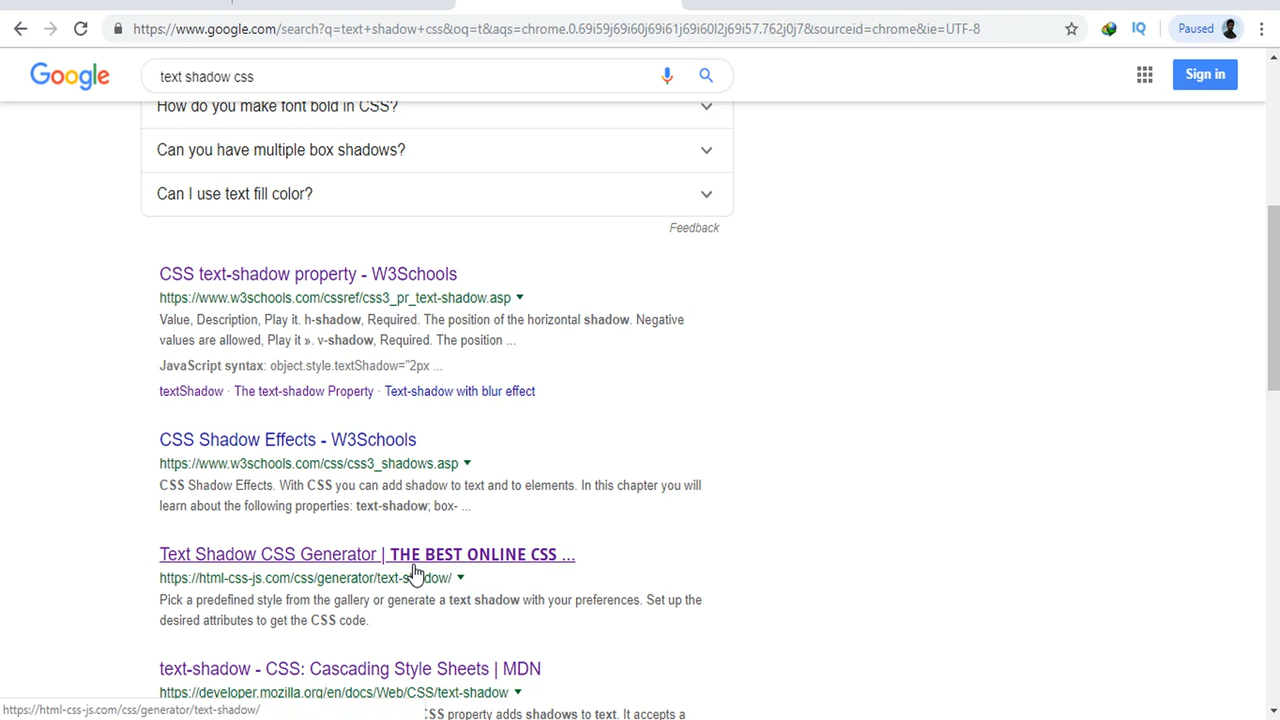 https://www.google.com/search?q=text+shadow+css&oq=t&aqs=chrome.0.69i59j69i60j69i61j69i60l2j69i57.762j0j7&sourceid=chrome&ie=UTF-8
IQ
Paused
Google
text shadow css
Sign in
How do you make font bold in CSS?
Can you have multiple box shadows?
Can I use text fill color?
Feedback
CSS text-shadow property - W3Schools
https://www.w3schools.com/cssref/css3_pr_text-shadow.asp
Value, Description, Play it. h-shadow, Required. The position of the horizontal shadow. Negative
values are allowed, Play it ». v-shadow, Required. The position ...
JavaScript syntax: object.style.textShadow="2px ...
textShadow · The text-shadow Property · Text-shadow with blur effect
CSS Shadow Effects - W3Schools
https://www.w3schools.com/css/css3_shadows.asp
CSS Shadow Effects. With CSS you can add shadow to text and to elements. In this chapter you will
learn about the following properties: text-shadow; box- ...
Text Shadow CSS Generator | THE BEST ONLINE CSS ...
https://html-css-js.com/css/generator/text-shadow/
Pick a predefined style from the gallery or generate a text shadow with your preferences. Set up the
desired attributes to get the CSS code.
text-shadow - CSS: Cascading Style Sheets | MDN
https://developer.mozilla.org/en/docs/Web/CSS/text-shadow
https://html-css-js.com/css/generator/text-shadow/
CSS property adds shadows to text. It accepts a